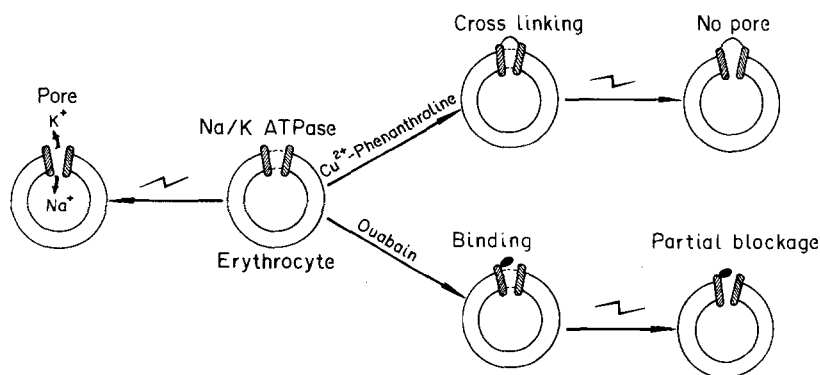 Cross linking
No pore
Pore
K+
Na+
Na/K ATPase
Erythrocyte
Cu2+-Phenanthroline
Ouabain
Binding
Partial blockage